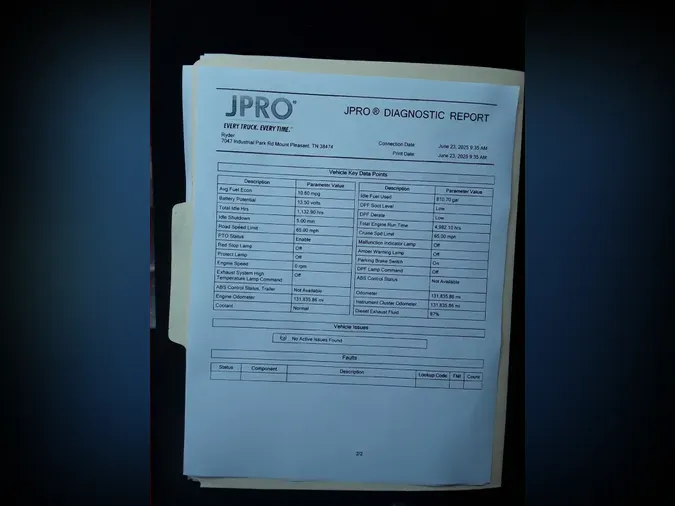 JPRO®
EVERY TRUCK. EVERY TIME.™
JPRO® DIAGNOSTIC REPORT
Ryder
7047 Industrial Park Rd Mount Pleasent, TN 38474
Connection Date: June 23, 2025 9:35 AM
Print Date: June 23, 2025 9:35 AM
Vehicle Key Data Points
Description Parameter Value
Avg Fuel Econ 10.60 mpg
Battery Potential 13.50 volts
Total Idle Hrs 1,132.90 hrs
Idle Shutdown 5.00 min
Road Speed Limit 65.00 mph
PTO Status Enable
Red Stop Lamp Off
Protect Lamp Off
Engine Speed 0 rpm
Exhaust System High
Temperature Lamp Command Off
ABS Control Status, Trailer Not Available
Engine Odometer 131,835.86 mi
Coolant Normal
Description Parameter Value
Idle Fuel Used 810.70 gal
DPF Soot Level Low
DPF Derate Low
Total Engine Run Time 4,982.10 hrs
Cruise Spd Limit 65.00 mph
Malfunction Indicator Lamp Off
Amber Warning Lamp Off
Parking Brake Switch On
DPF Lamp Command Off
ABS Control Status Not Available
Odometer 131,835.86 mi
Instrument Cluster Odometer 131,835.86 mi
Diesel Exhaust Fluid 97%
Vehicle Issues
No Active Issues Found
Faults
Status Component Description Lookup Code FMI Count
2/2